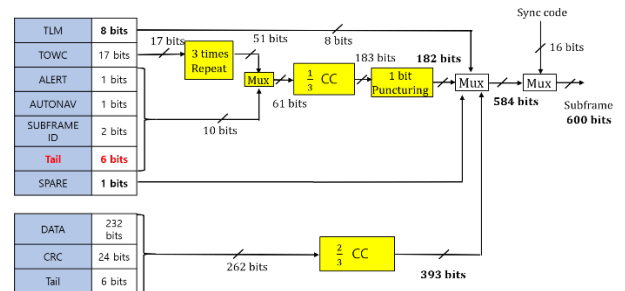 Sync code
TLM 8 bits
17 bits 51 bits 8 bits 16 bits
TOWC 17 bits
3 times
Repeat
183 bits 182 bits
ALERT 1 bits
Mux 1/3 CC 1 bit
Puncturing Mux Mux
AUTONAV 1 bits
61 bits 584 bits Subframe
600 bits
SUBFRAME
ID 2 bits
10 bits
Tail 6 bits
SPARE 1 bits
DATA 232
bits
CRC 24 bits
262 bits 2/3 CC 393 bits
Tail 6 bits